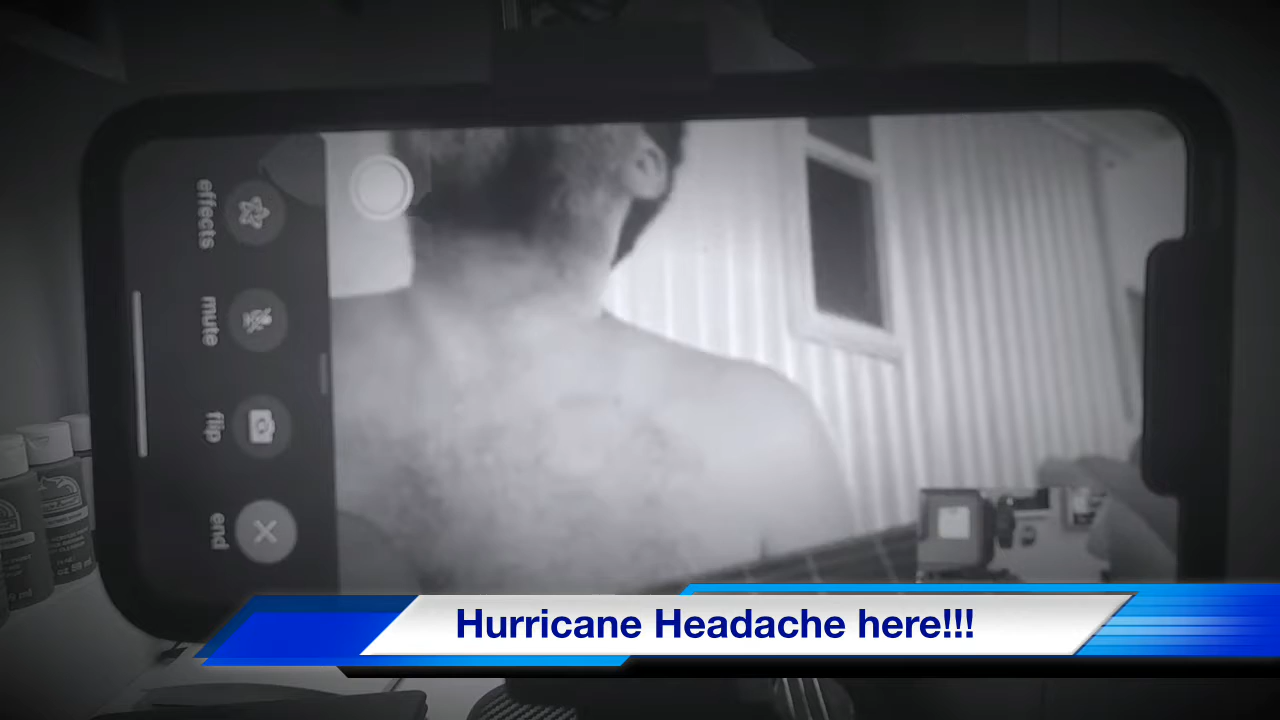 effects
mute
flip
end
Hurricane Headache here!!!